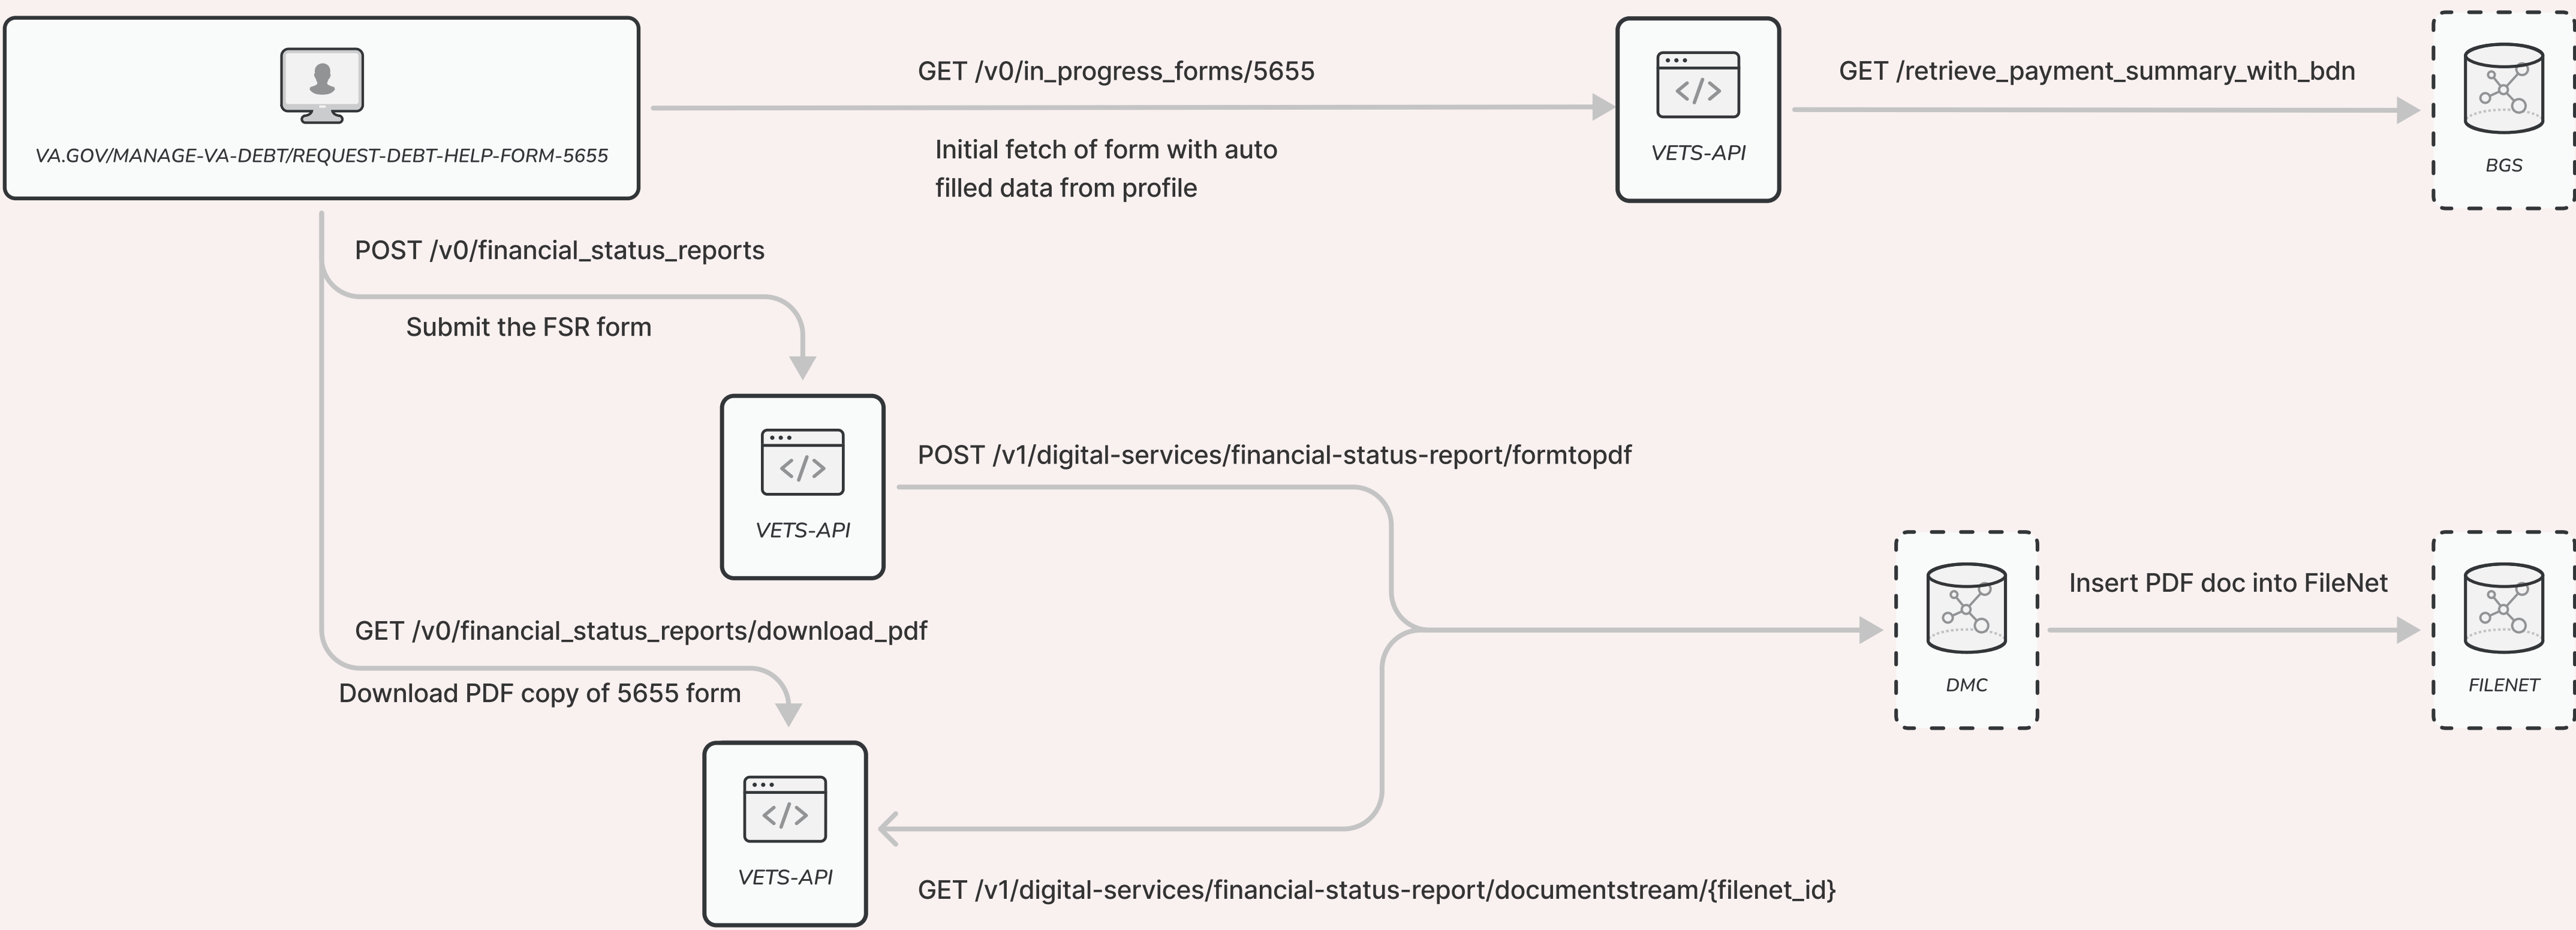 VA.GOV/MANAGE-VA-DEBT/REQUEST-DEBT-HELP-FORM-5655
GET /v0/in_progress_forms/5655
Initial fetch of form with auto
filled data from profile
VETS-API
GET /retrieve_payment_summary_with_bdn
BGS
POST /v0/financial_status_reports
Submit the FSR form
VETS-API
POST /v1/digital-services/financial-status-report/formtopdf
DMC
Insert PDF doc into FileNet
FILENET
GET /v0/financial_status_reports/download_pdf
Download PDF copy of 5655 form
VETS-API
GET /v1/digital-services/financial-status-report/documentstream/{filenet_id}